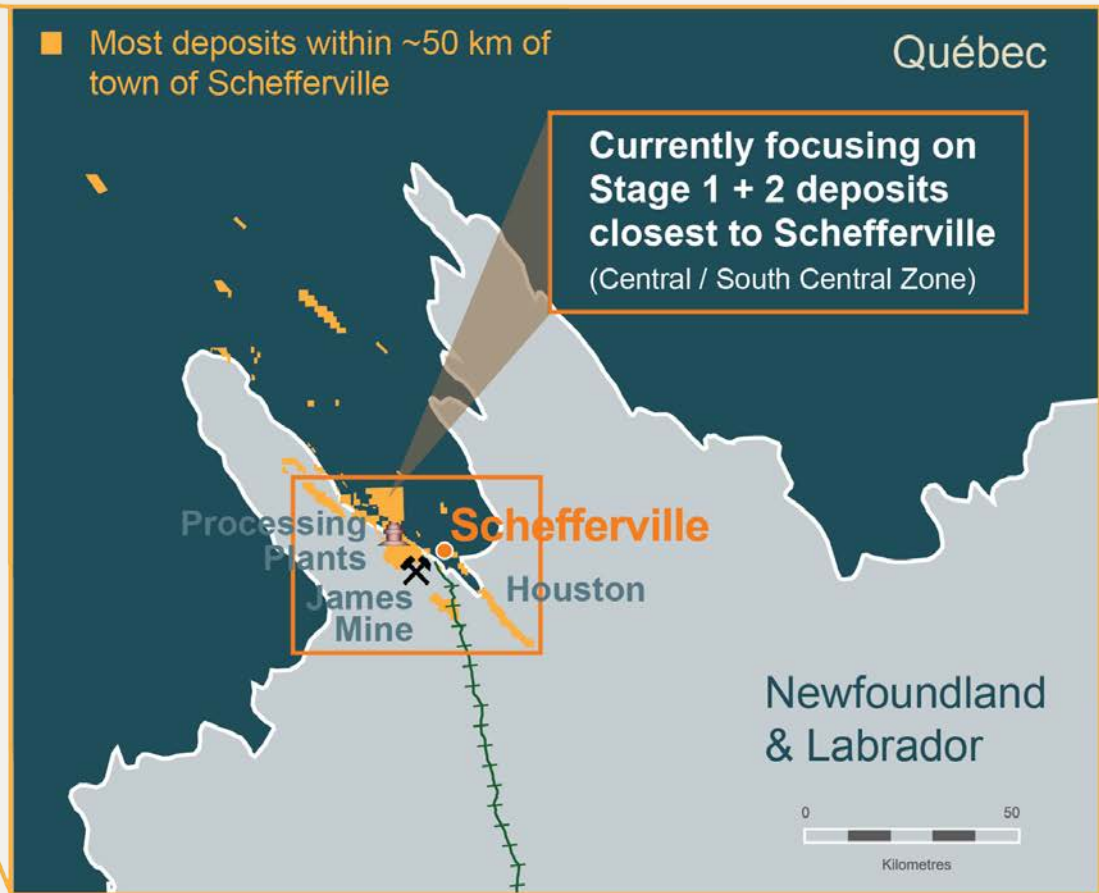 Most deposits within ~50 km of
town of Schefferville
Québec
Currently focusing on
Stage 1 + 2 deposits
closest to Schefferville
(Central / South Central Zone)
Processing
Plants
Schefferville
James
Mine
Houston
Newfoundland
& Labrador
0 50
Kilometres